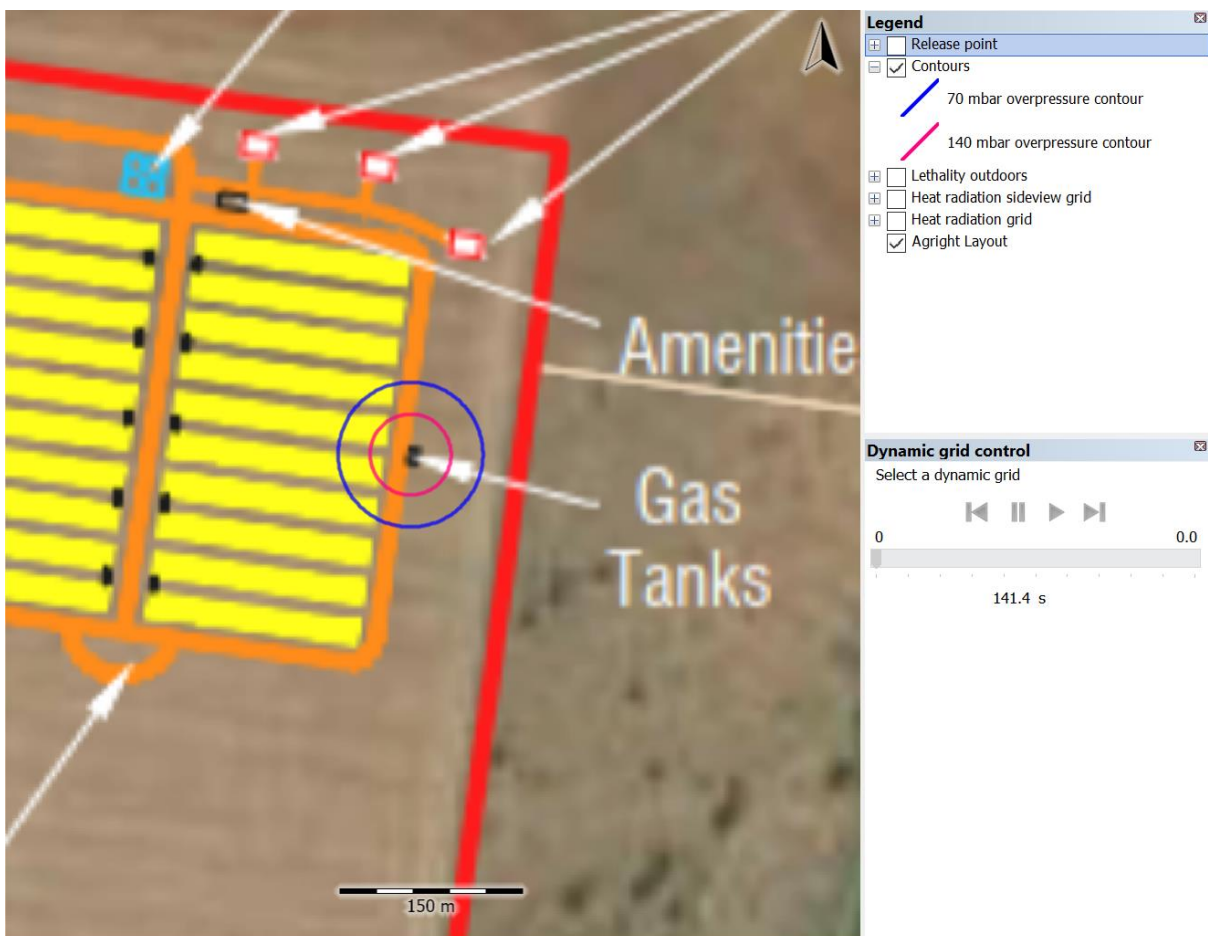 Amenitie
Gas
Tanks
150 m
Legend
Release point
Contours
70 mbar overpressure contour
140 mbar overpressure contour
Lethality outdoors
Heat radiation sideview grid
Heat radiation grid
Agright Layout
Dynamic grid control
Select a dynamic grid
0
0.0
141.4 s